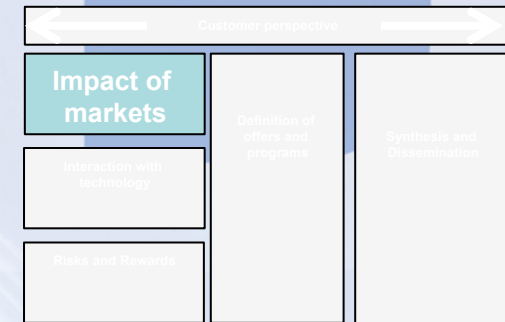 Customer perspective
Impact of
markets
Definition of
offers and
programs
Synthesis and
Dissemination
Interaction with
technology
Risks and Rewards